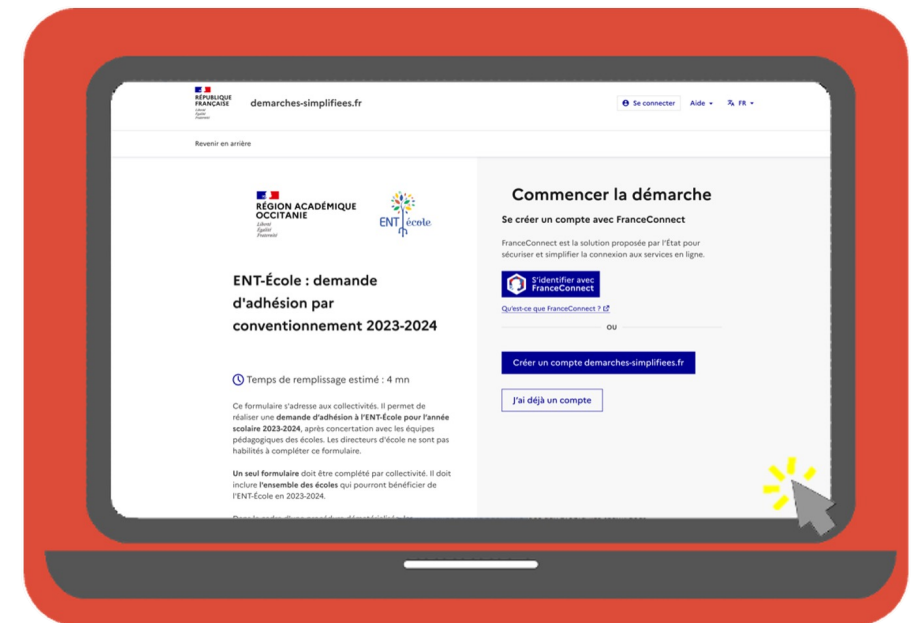 RÉPUBLIQUE
FRANÇAISE
Liberté
Égalité
Fraternité
demarches-simplifiees.fr
Se connecter
Aide
FR
Revenir en arrière
RÉGION ACADÉMIQUE
OCCITANIE
Liberté
Égalité
Fraternité
ENT école
ENT-École : demande
d'adhésion par
conventionnement 2023-2024
Temps de remplissage estimé : 4 mn
Ce formulaire s'adresse aux collectivités. Il permet de
réaliser une demande d'adhésion à l'ENT-École pour l'année
scolaire 2023-2024, après concertation avec les équipes
pédagogiques des écoles. Les directeurs d'école ne sont pas
habilités à compléter ce formulaire.
Un seul formulaire doit être complété par collectivité. Il doit
inclure l'ensemble des écoles qui pourront bénéficier de
l'ENT-École en 2023-2024.
Commencer la démarche
Se créer un compte avec FranceConnect
FranceConnect est la solution proposée par l'État pour
sécuriser et simplifier la connexion aux services en ligne.
S'identifier avec
FranceConnect
Qu'est-ce que FranceConnect ?
OU
Créer un compte demarches-simplifiees.fr
J'ai déjà un compte